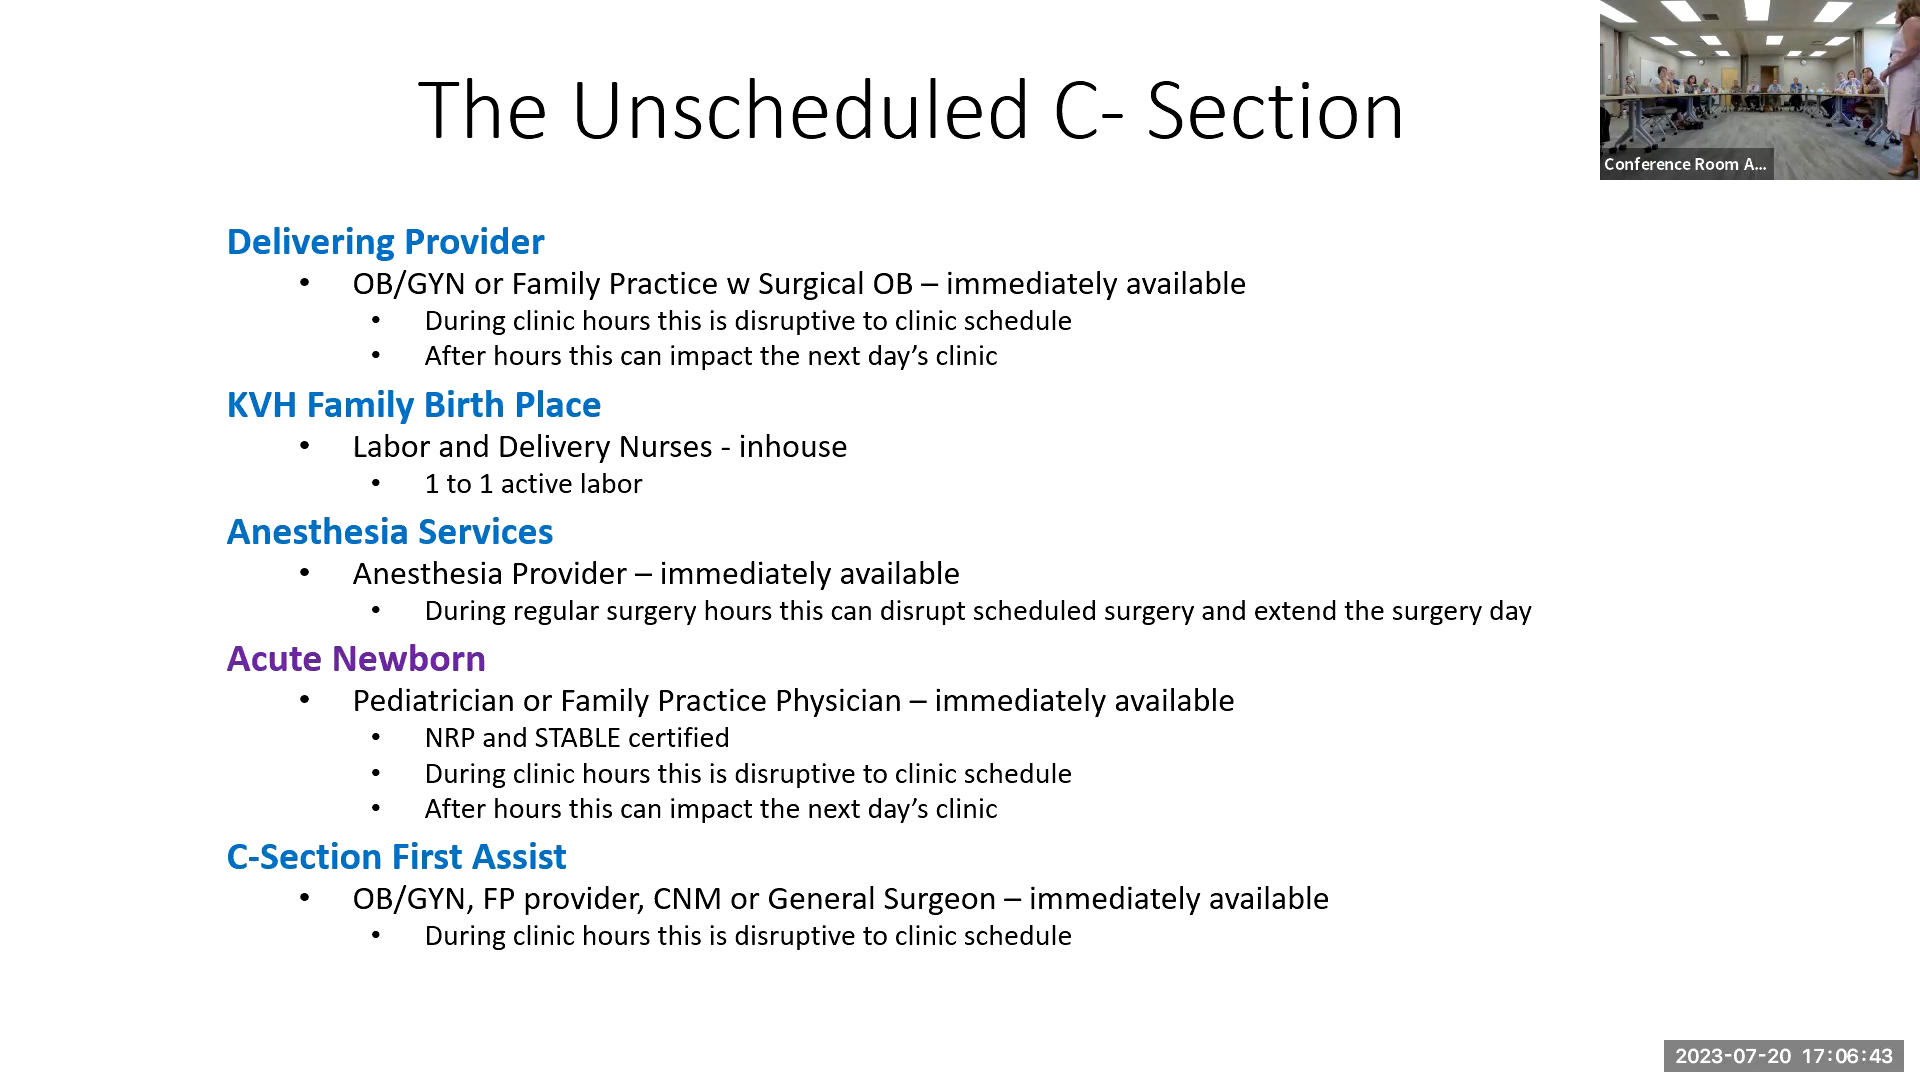 The Unscheduled C- Section
Conference Room A...
Delivering Provider
• OB/GYN or Family Practice w Surgical OB – immediately available
• During clinic hours this is disruptive to clinic schedule
• After hours this can impact the next day’s clinic
KVH Family Birth Place
• Labor and Delivery Nurses - inhouse
• 1 to 1 active labor
Anesthesia Services
• Anesthesia Provider – immediately available
• During regular surgery hours this can disrupt scheduled surgery and extend the surgery day
Acute Newborn
• Pediatrician or Family Practice Physician – immediately available
• NRP and STABLE certified
• During clinic hours this is disruptive to clinic schedule
• After hours this can impact the next day’s clinic
C-Section First Assist
• OB/GYN, FP provider, CNM or General Surgeon – immediately available
• During clinic hours this is disruptive to clinic schedule
2023-07-20 17:06:43